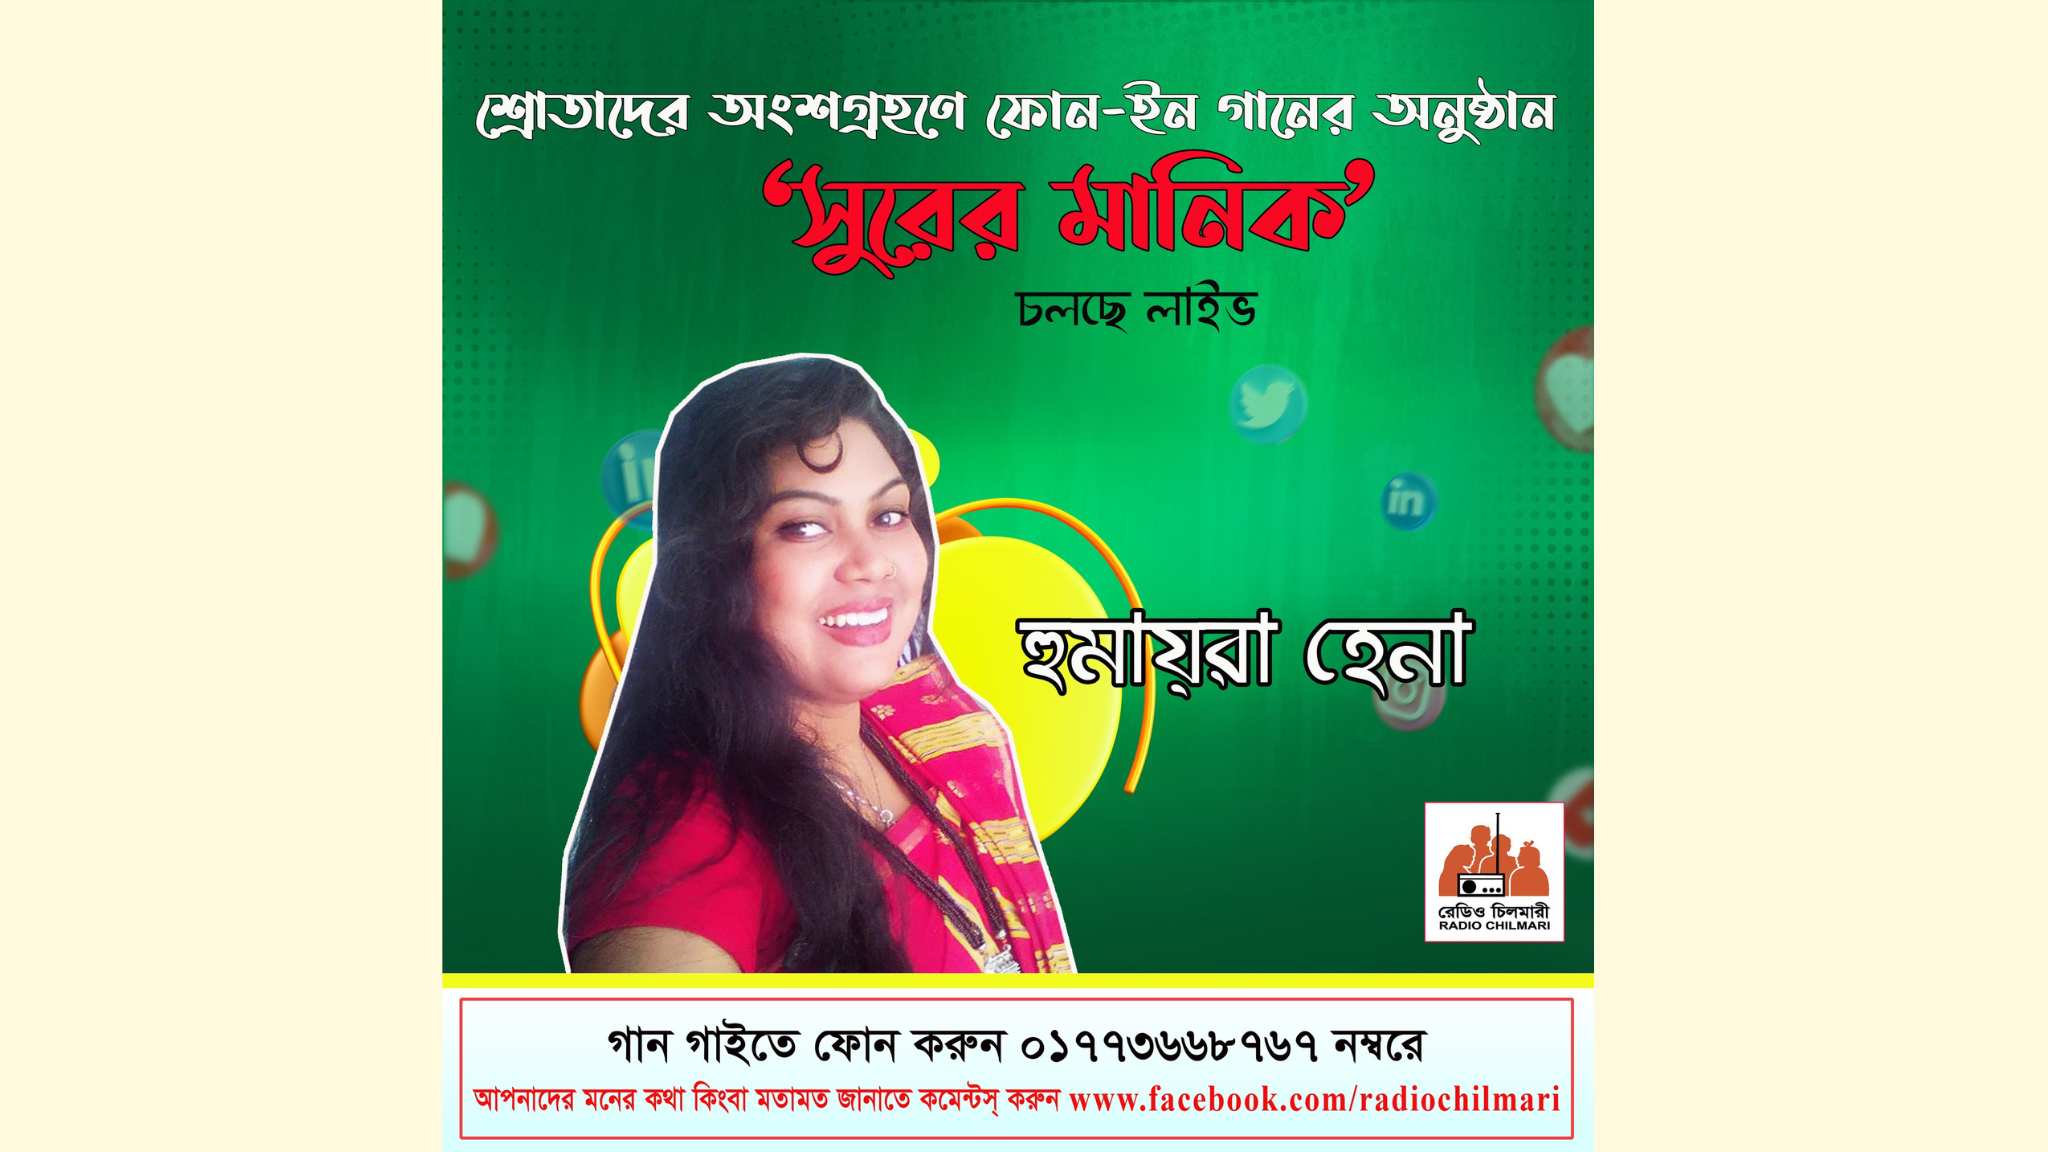 শ্রোতাদের অংশগ্রহণে ফোন-ইন গানের অনুষ্ঠান
‘সুরের মানিক’
চলছে লাইভ
হুমায়রা হেনা
রেডিও চিলমারী
RADIO CHILMARI
গান গাইতে ফোন করুন ০১৭৭৩৬৬৮৭৬৭ নম্বরে
আপনাদের মনের কথা কিংবা মতামত জানাতে কমেন্টস্ করুন www.facebook.com/radiochilmari